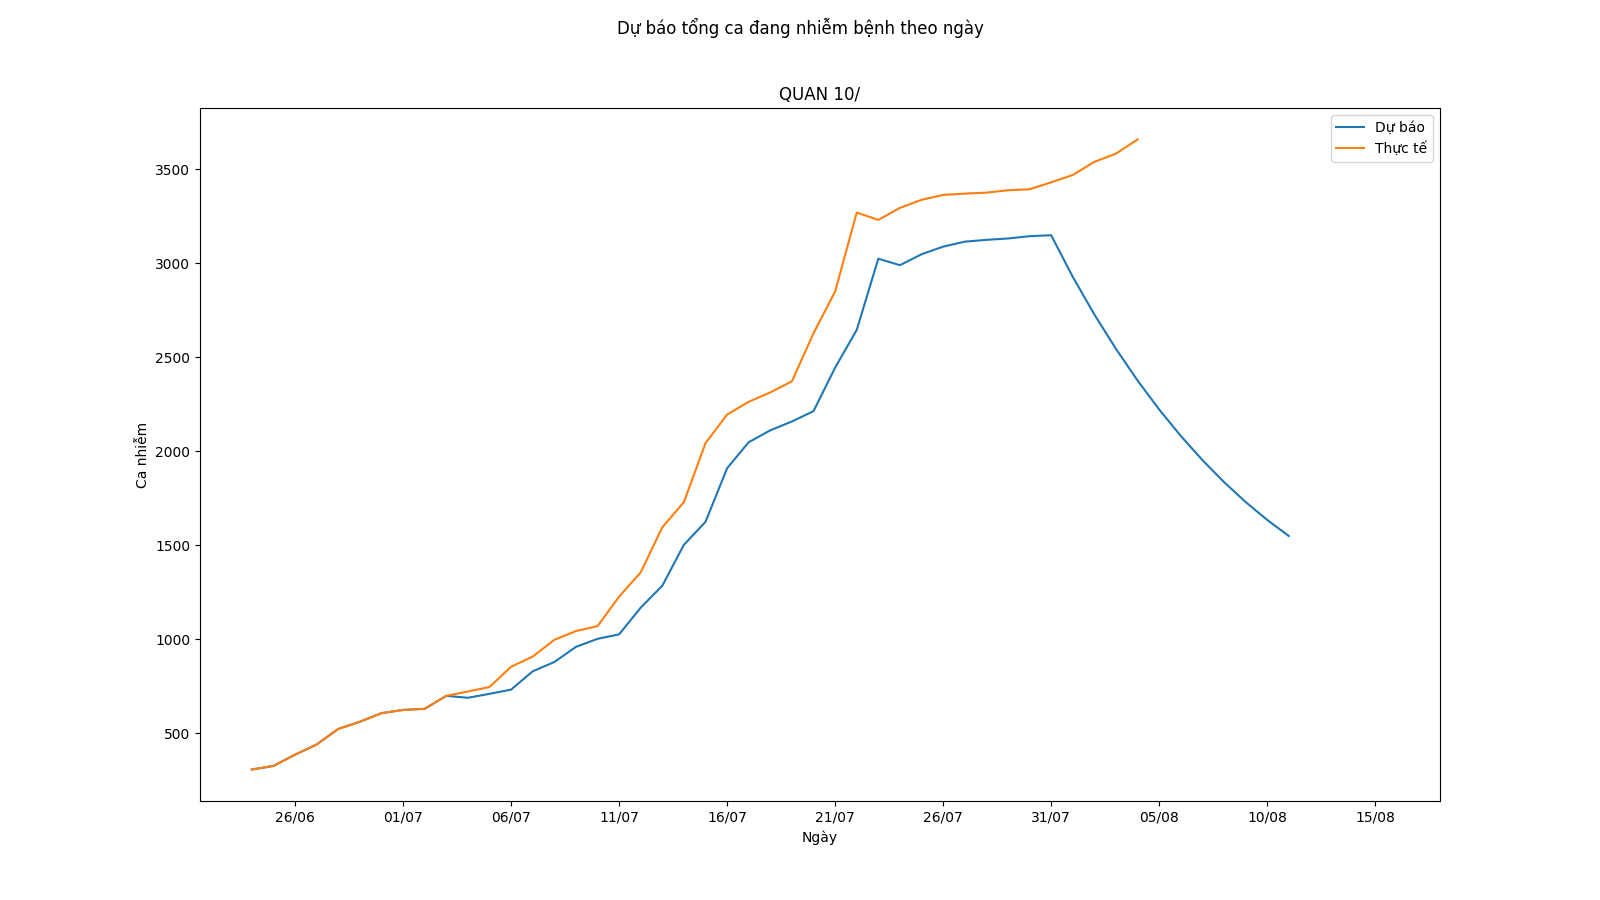 Dự báo tổng ca đang nhiễm bệnh theo ngày
QUAN 10/
Dự báo
Thực tế
3500
3000
2500
2000
1500
1000
500
Ca nhiễm
26/06 01/07 06/07 11/07 16/07 21/07 26/07 31/07 05/08 10/08 15/08
Ngày